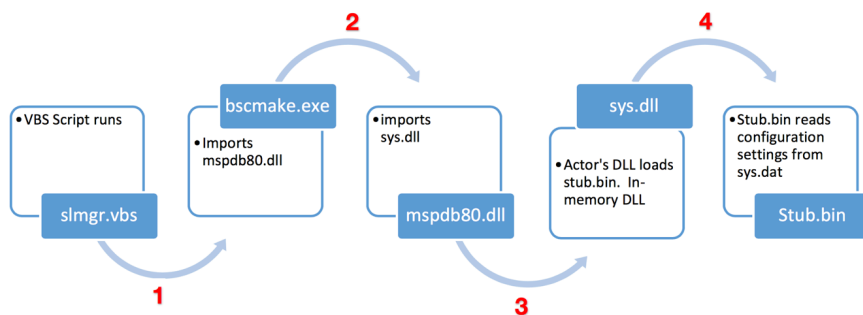 2
4
bscmake.exe
sys.dll
• VBS Script runs
• Imports
mspdb80.dll
• imports
sys.dll
• Actor's DLL loads
stub.bin. In-
memory DLL
• Stub.bin reads
configuration
settings from
sys.dat
slmgr.vbs
mspdb80.dll
Stub.bin
1
3